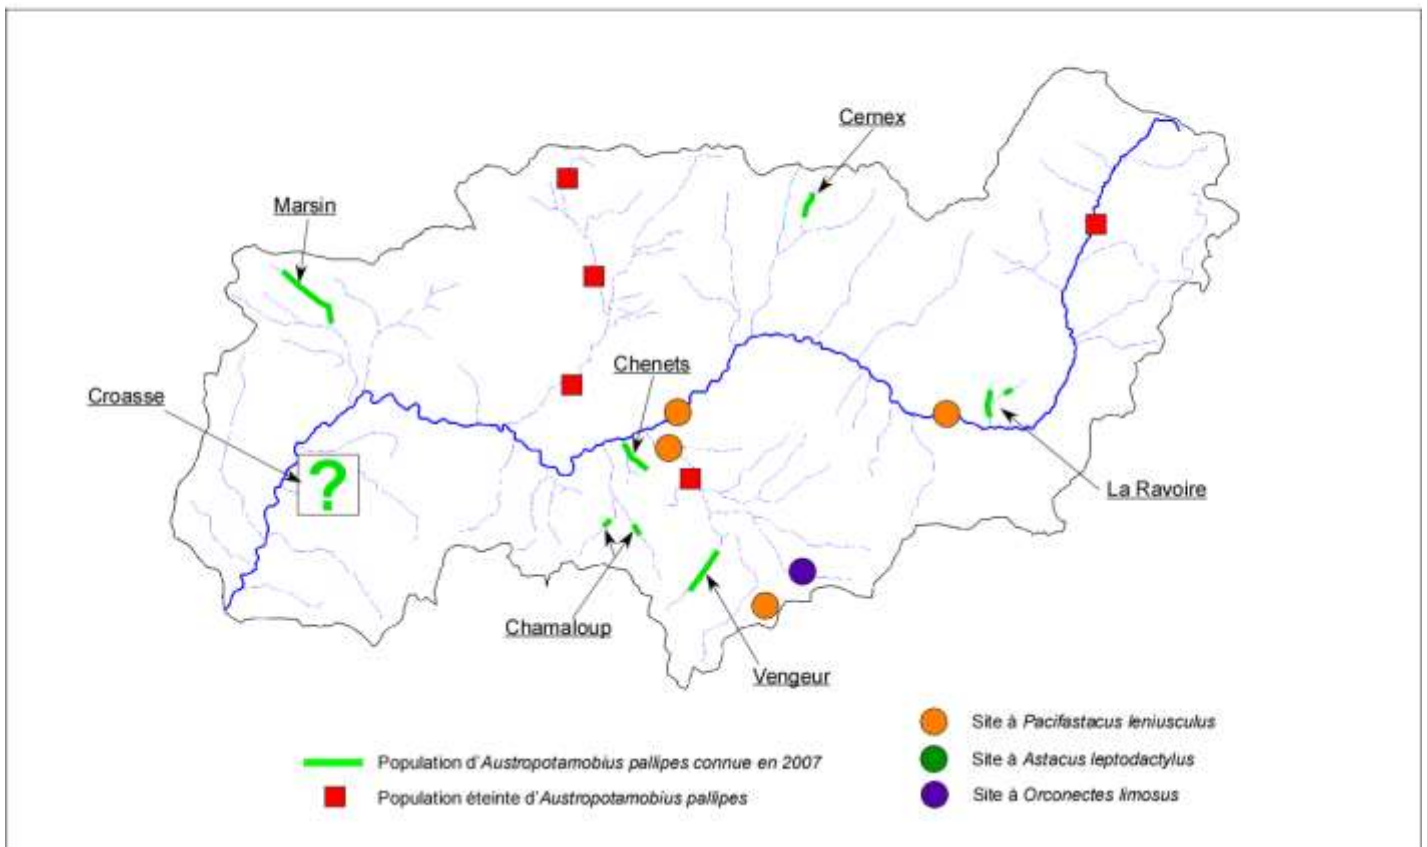 Cernex
Marsin
Chenets
Croasse
?
La Ravoire
Chamaloup
Vengeur
Population d'Austropotamobius pallipes connue en 2007
Population éteinte d'Austropotamobius pallipes
Site à Pacifastacus leniusculus
Site à Astacus leptodactylus
Site à Orconectes limosus